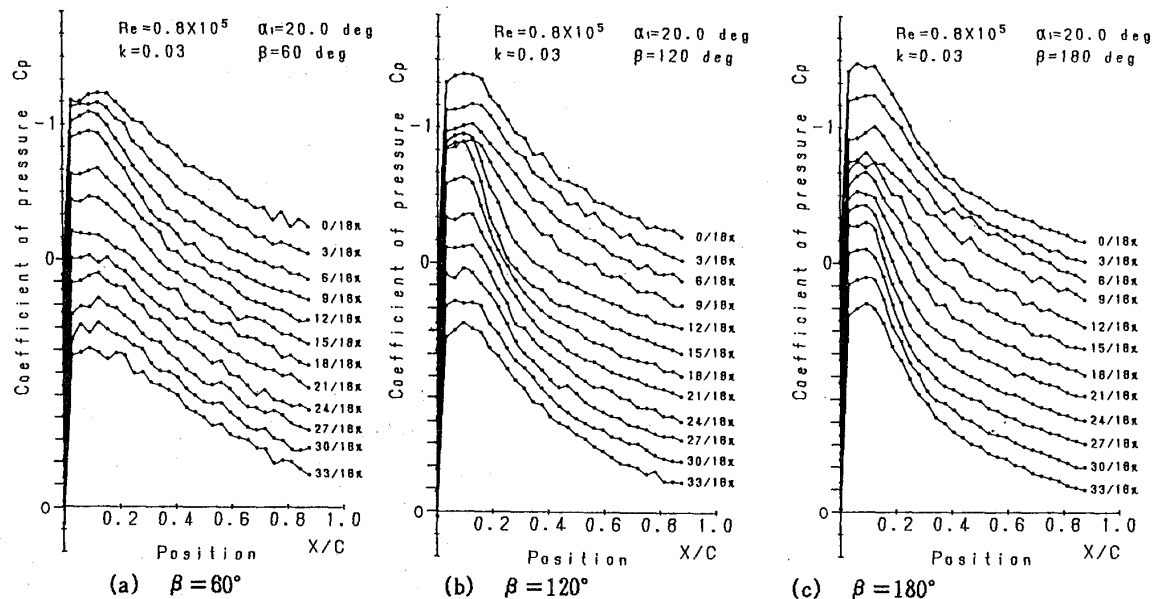 Re=0.8X10⁵ α₁=20.0 deg
k=0.03 β=60 deg
Coefficient of pressure Cp
-1
0
0
0/18π
3/18π
6/18π
9/18π
12/18π
15/18π
18/18π
21/18π
24/18π
27/18π
30/18π
33/18π
0.2 0.4 0.6 0.8 1.0
Position X/C
(a) β=60°
Re=0.8X10⁵ α₁=20.0 deg
k=0.03 β=120 deg
Coefficient of pressure Cp
-1
0
0
0/18π
3/18π
6/18π
9/18π
12/18π
15/18π
18/18π
21/18π
24/18π
27/18π
30/18π
33/18π
0.2 0.4 0.6 0.8 1.0
Position X/C
(b) β=120°
Re=0.8X10⁵ α₁=20.0 deg
k=0.03 β=180 deg
Coefficient of pressure Cp
-1
0
0
0/18π
3/18π
6/18π
9/18π
12/18π
15/18π
18/18π
21/18π
24/18π
27/18π
30/18π
33/18π
0.2 0.4 0.6 0.8 1.0
Position X/C
(c) β=180°